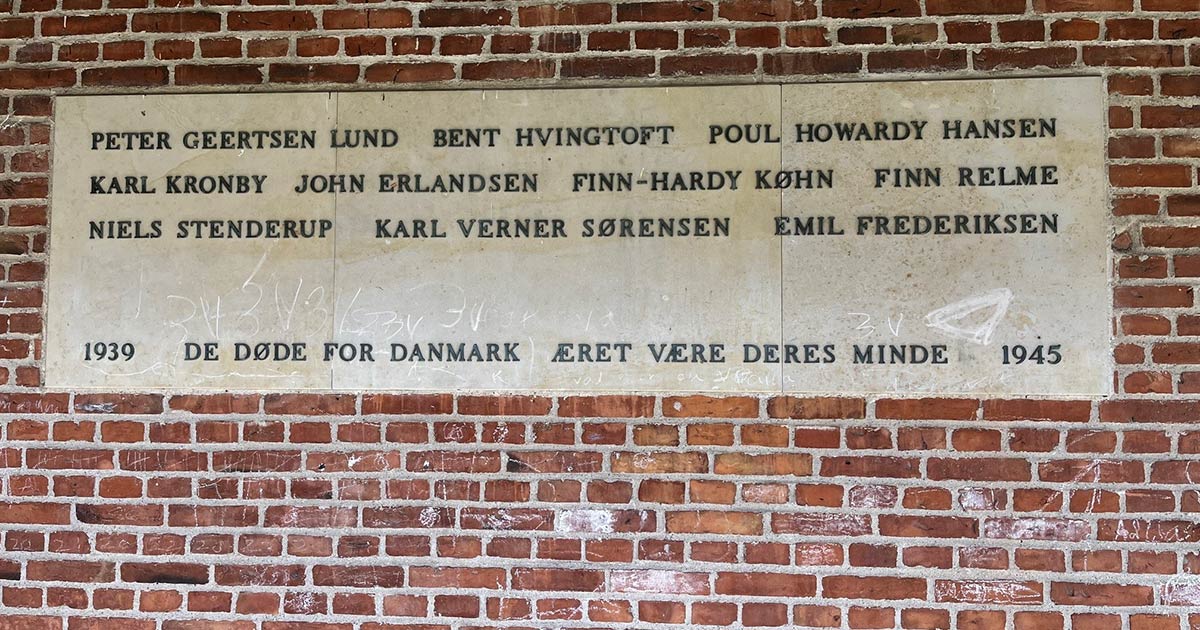 PETER GEERTSEN LUND BENT HVINGTOFT POUL HOWARDY HANSEN
KARL KRONBY JOHN ERLANDSEN FINN-HARDY KØHN FINN RELME
NIELS STENDERUP KARL VERNER SØRENSEN EMIL FREDERIKSEN
1939 DE DØDE FOR DANMARK ÆRET VÆRE DERES MINDE 1945